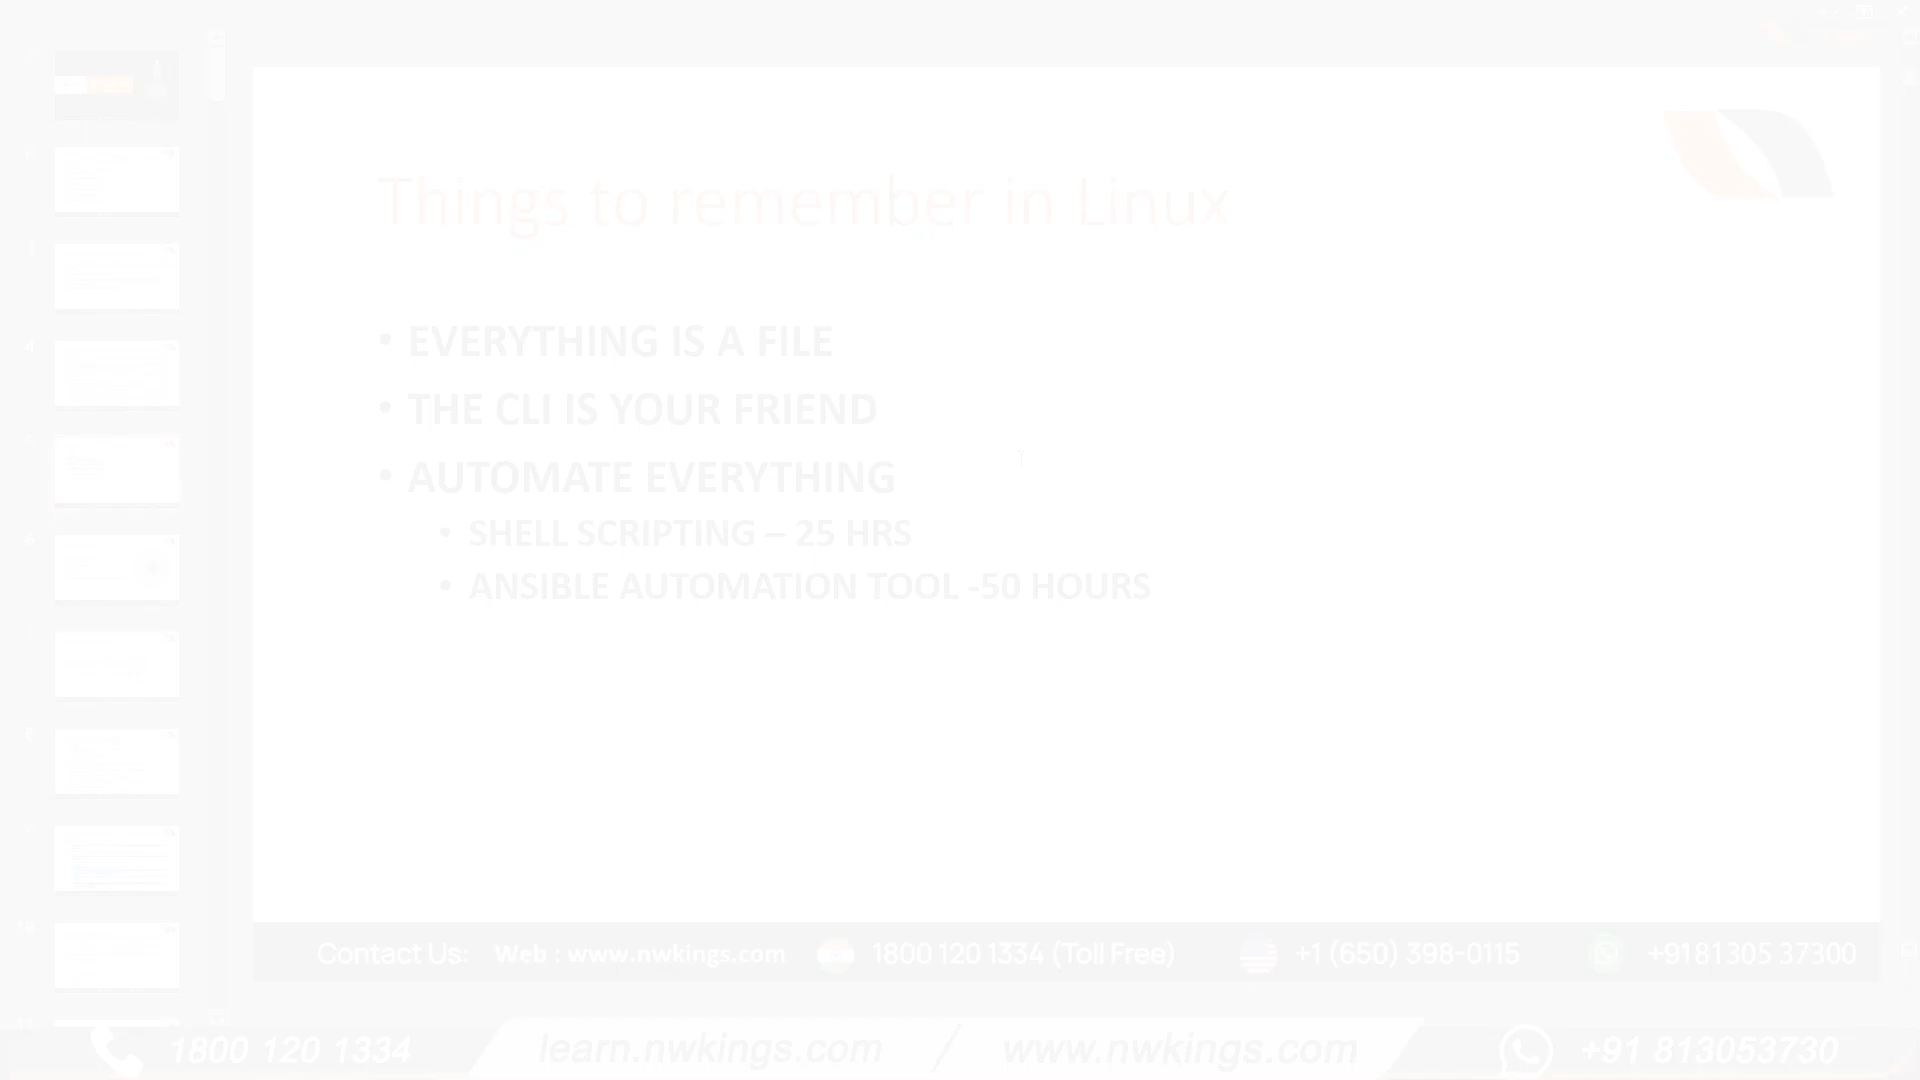 Things to remember in Linux
• EVERYTHING IS A FILE
• THE CLI IS YOUR FRIEND
• AUTOMATE EVERYTHING
• SHELL SCRIPTING – 25 HRS
• ANSIBLE AUTOMATION TOOL -50 HOURS
Contact Us: Web : www.nwkings.com 1800 120 1334 (Toll Free) +1 (650) 398-0115 +9181305 37300
1800 120 1334 learn.nwkings.com / www.nwkings.com +91 813053730